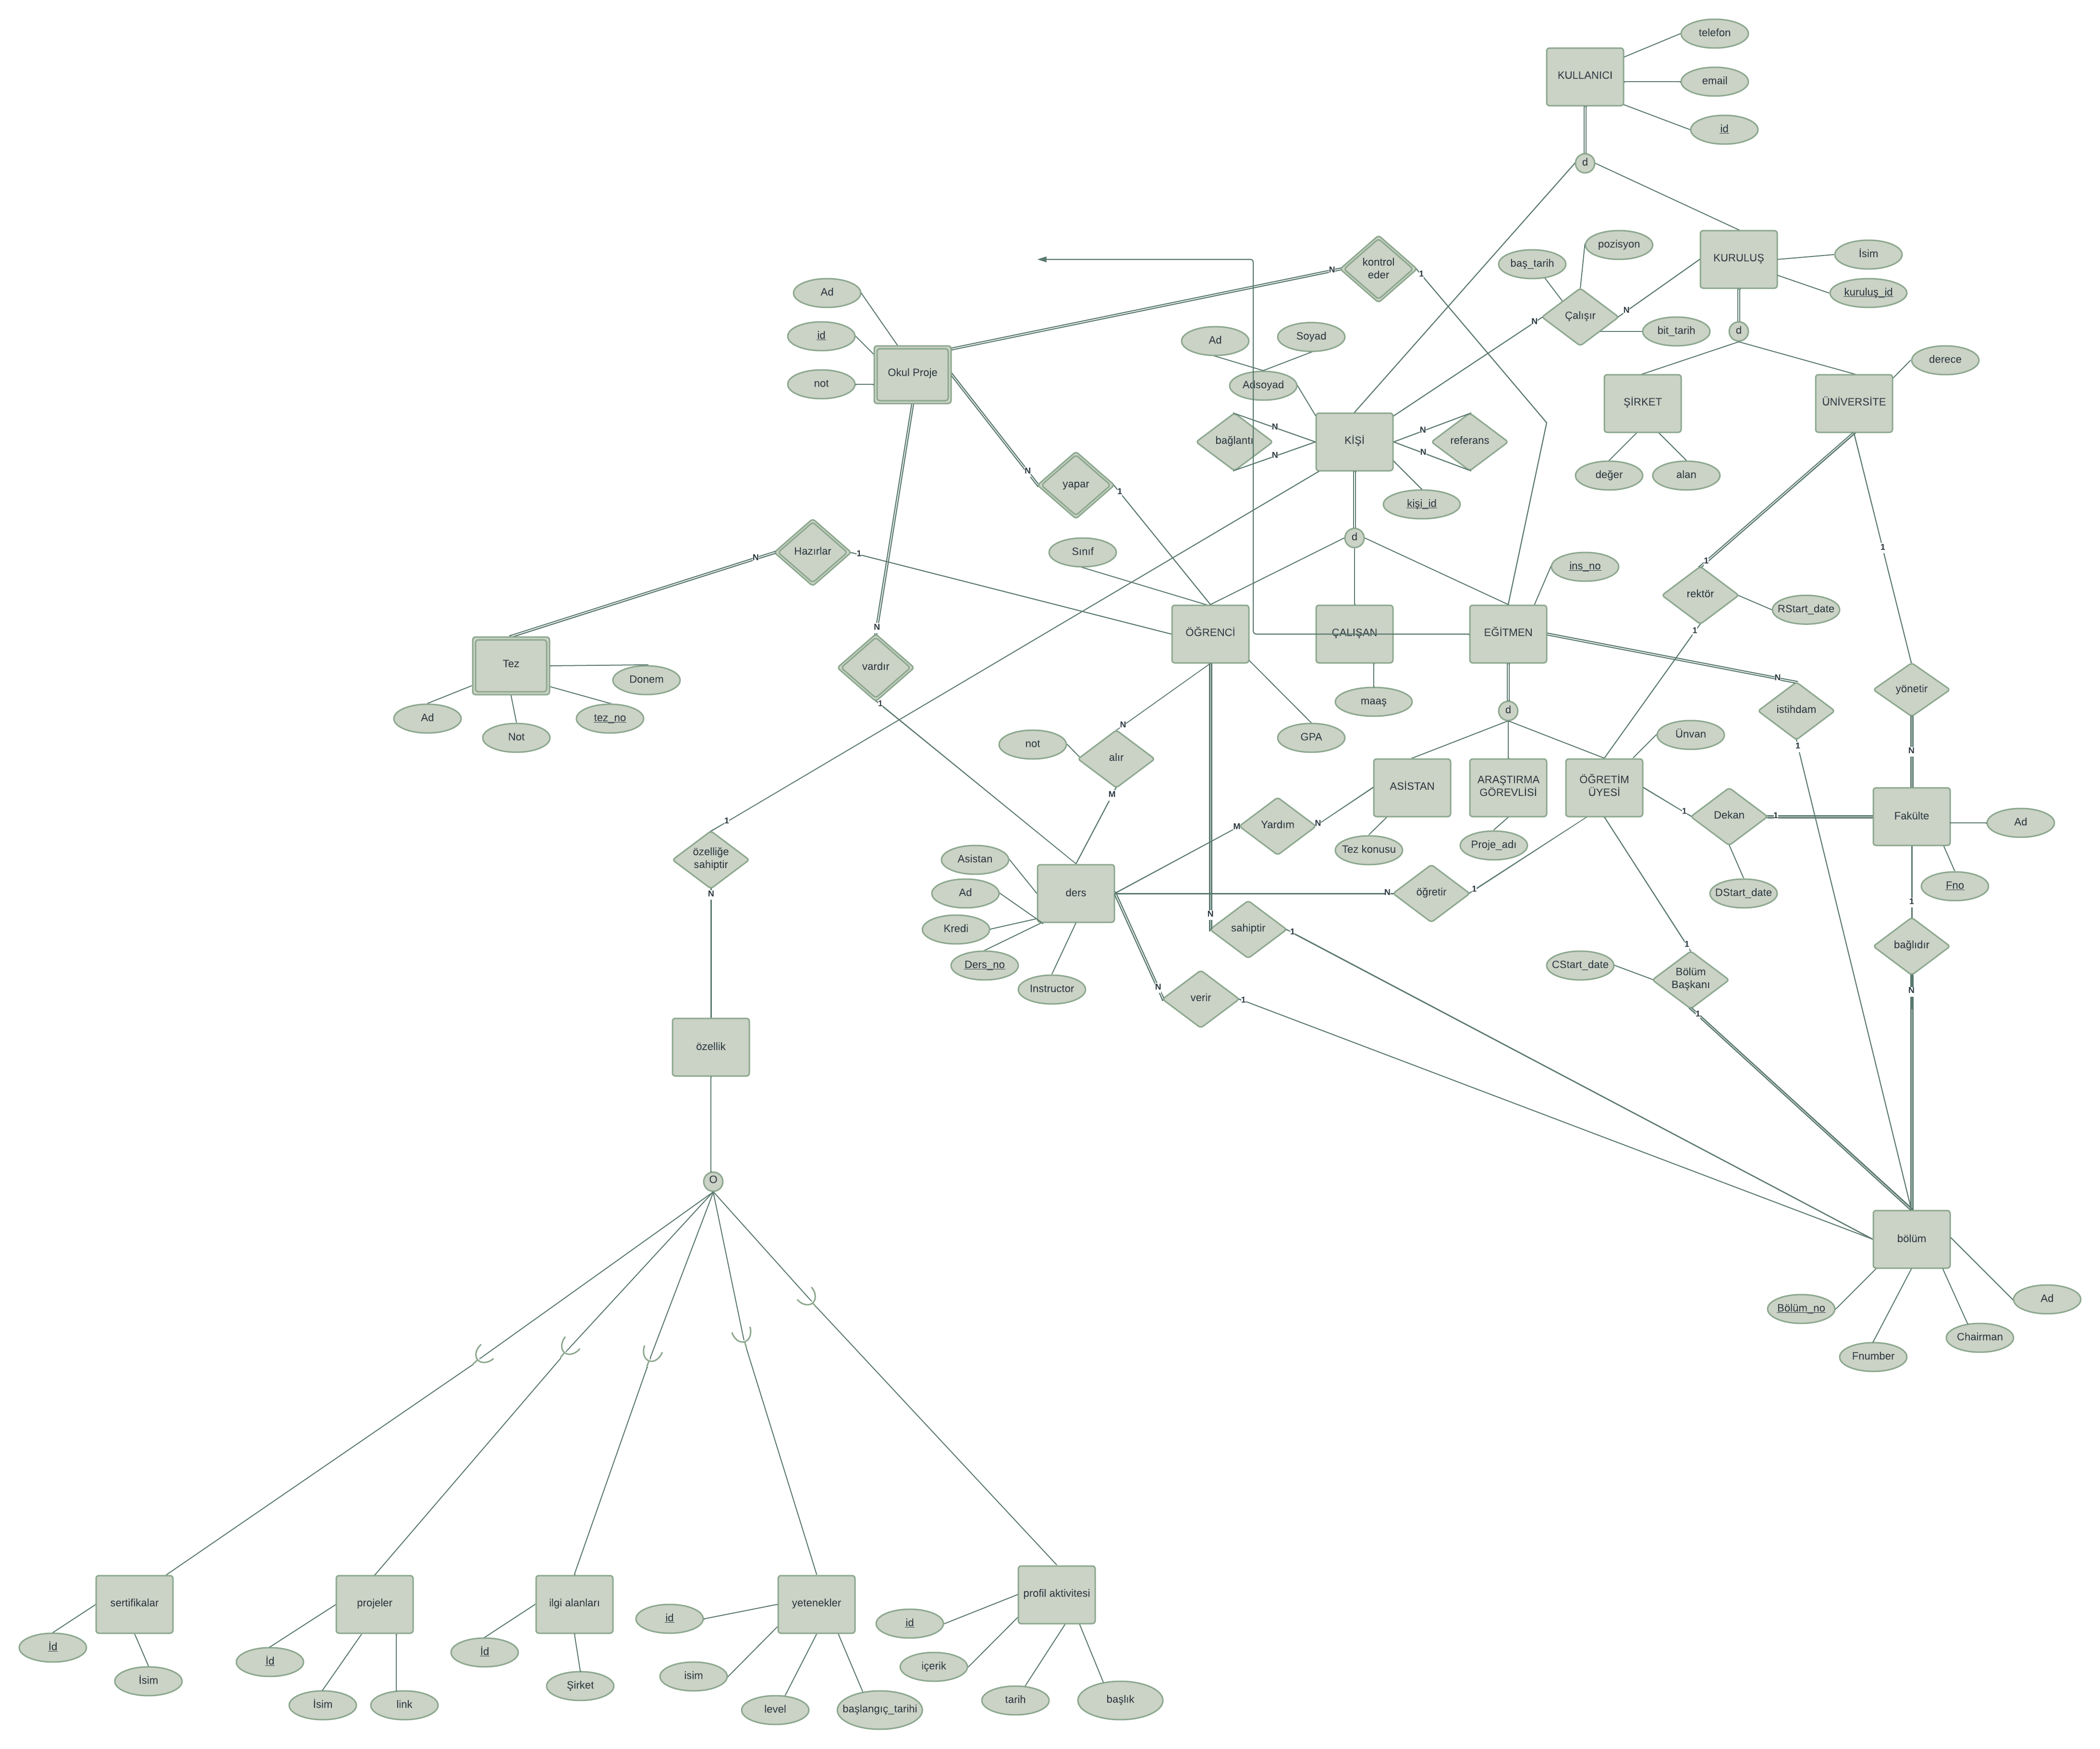 telefon
KULLANICI
email
id
d
pozisyon
KURULUŞ
İsim
baş_tarih
kontrol
eder
N
1
kuruluş_id
Ad
Çalışır
N
N
bit_tarih
d
id
Ad
Soyad
derece
Okul Proje
not
Adsoyad
ŞİRKET
ÜNİVERSİTE
bağlantı
N
N
KİŞİ
N
N
referans
değer
alan
N
yapar
1
kişi_id
d
Hazırlar
N
1
Sınıf
1
1
ins_no
rektör
RStart_date
N
1
ÖĞRENCİ
ÇALIŞAN
EĞİTMEN
Tez
vardır
Donem
N
yönetir
1
maaş
d
istihdam
Ad
tez_no
Not
N
GPA
Ünvan
not
alır
1
N
M
ASİSTAN
ARAŞTIRMA
GÖREVLİSİ
ÖĞRETİM
ÜYESİ
1
Dekan
1
Fakülte
Ad
1
M
Yardım
N
Tez konusu
Proje_adı
özelliğe
sahiptir
N
Asistan
Ad
ders
N
öğretir
1
DStart_date
Fno
1
Kredi
N
sahiptir
1
1
bağlıdır
Ders_no
CStart_date
Bölüm
Başkanı
Instructor
N
verir
1
N
1
özellik
O
bölüm
Bölüm_no
Ad
Chairman
Fnumber
sertifikalar
projeler
ilgi alanları
yetenekler
profil aktivitesi
İd
İd
İd
id
id
İsim
İsim
link
Şirket
isim
level
başlangıç_tarihi
içerik
tarih
başlık